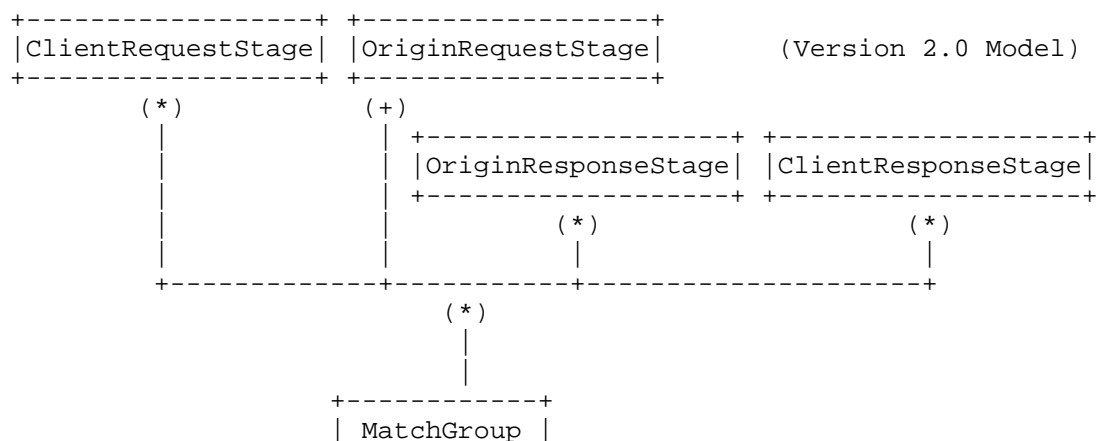 +------------------+ +-------------------+
|ClientRequestStage| |OriginRequestStage|       (Version 2.0 Model)
+------------------+ +-------------------+
(*)            (+)
|              | +-------------------+ +-------------------+
|              | |OriginResponseStage| |ClientResponseStage|
|              | +-------------------+ +-------------------+
|              |          (*)                    (*)
|              |           |                      |
+-------------+-----------+---------------------+
(*)
|
|
+------------+
| MatchGroup |